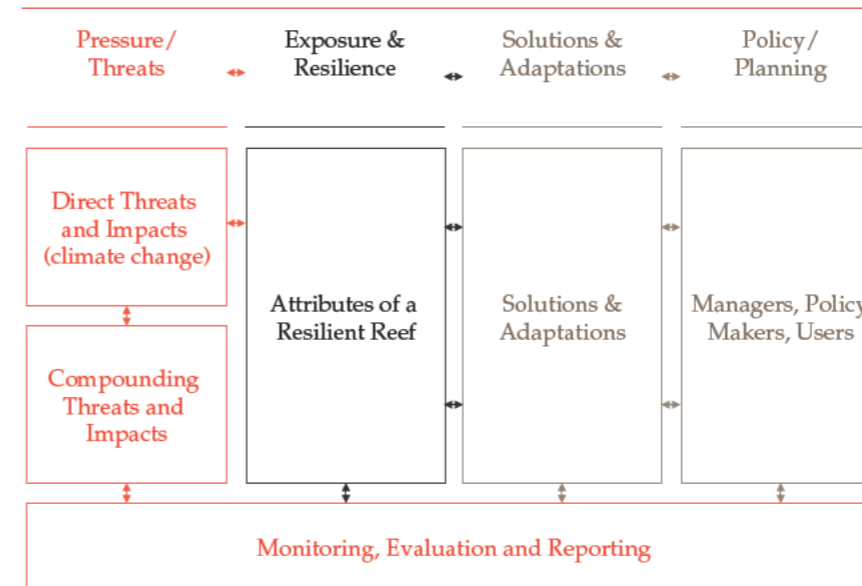 Pressure/
Threats
Exposure &
Resilience
Solutions &
Adaptations
Policy/
Planning
Direct Threats
and Impacts
(climate change)
Compounding
Threats and
Impacts
Attributes of a
Resilient Reef
Solutions &
Adaptations
Managers, Policy
Makers, Users
Monitoring, Evaluation and Reporting